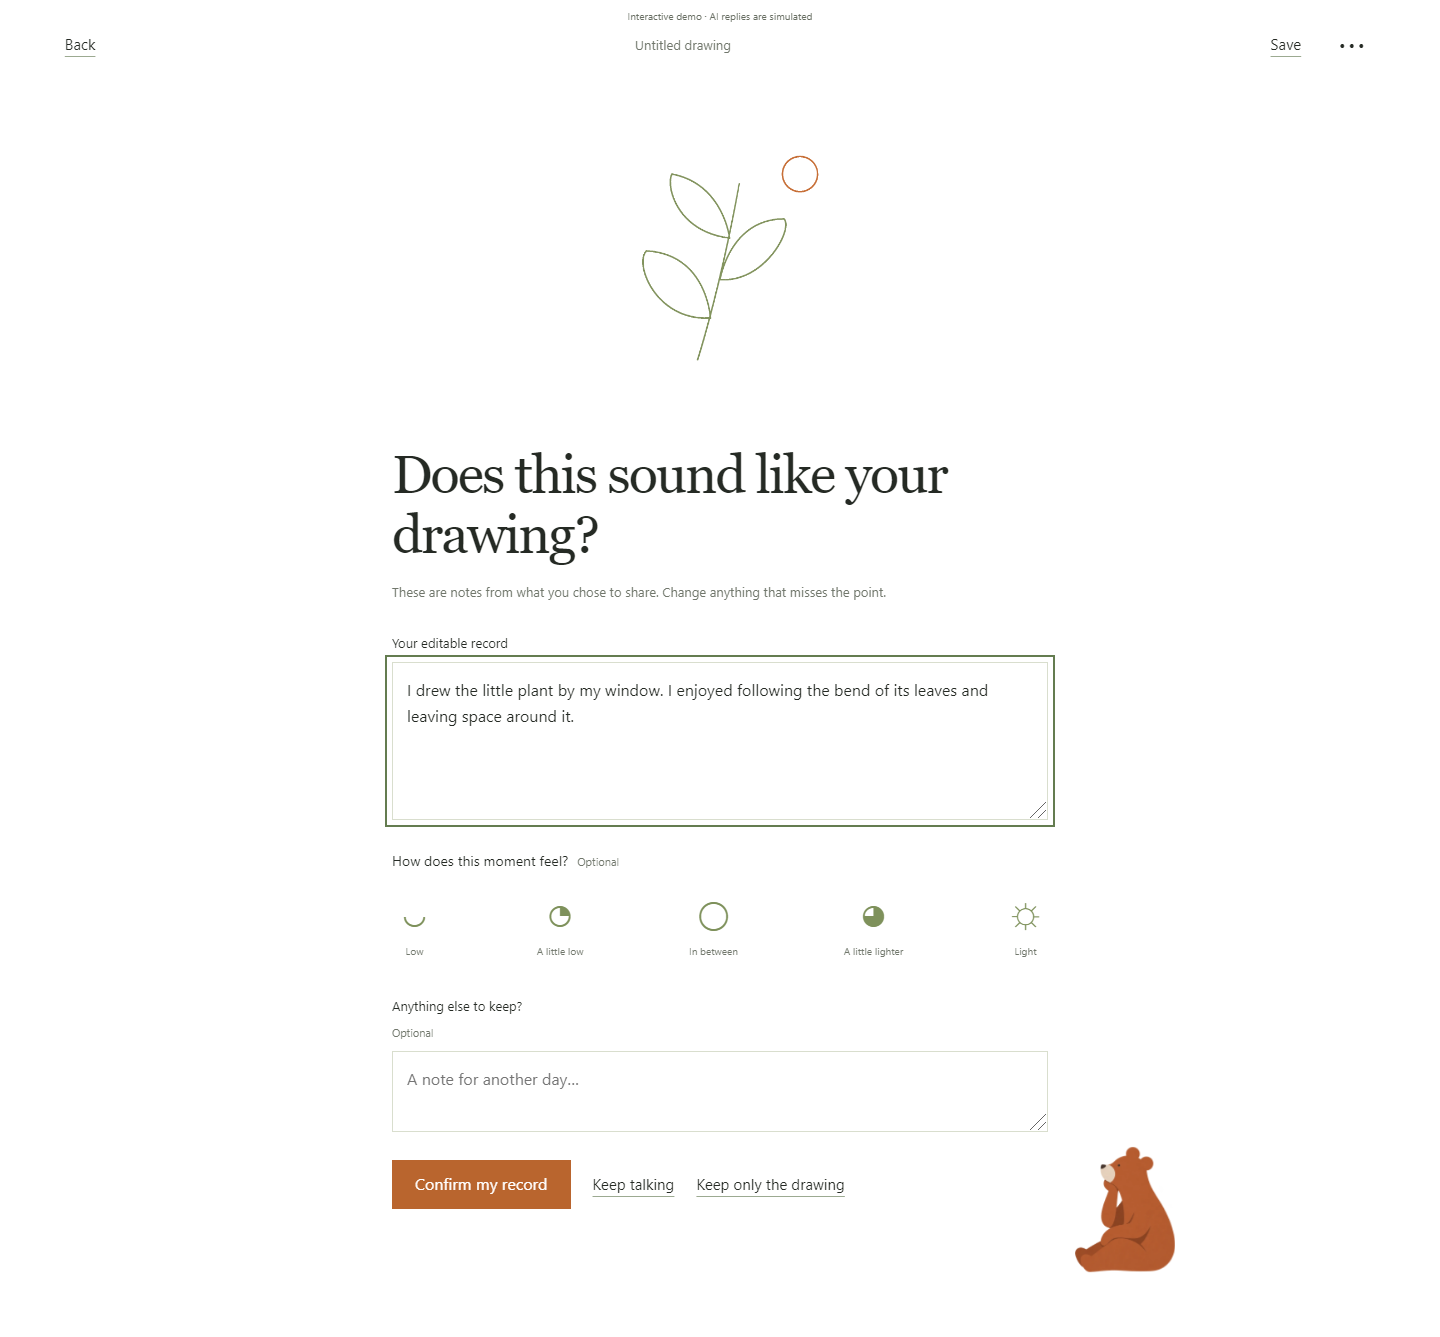 Interactive demo · AI replies are simulated
Back
Untitled drawing
Save
Does this sound like your
drawing?
These are notes from what you chose to share. Change anything that misses the point.
Your editable record
I drew the little plant by my window. I enjoyed following the bend of its leaves and
leaving space around it.
How does this moment feel? Optional
Low
A little low
In between
A little lighter
Light
Anything else to keep?
Optional
A note for another day...
Confirm my record
Keep talking
Keep only the drawing